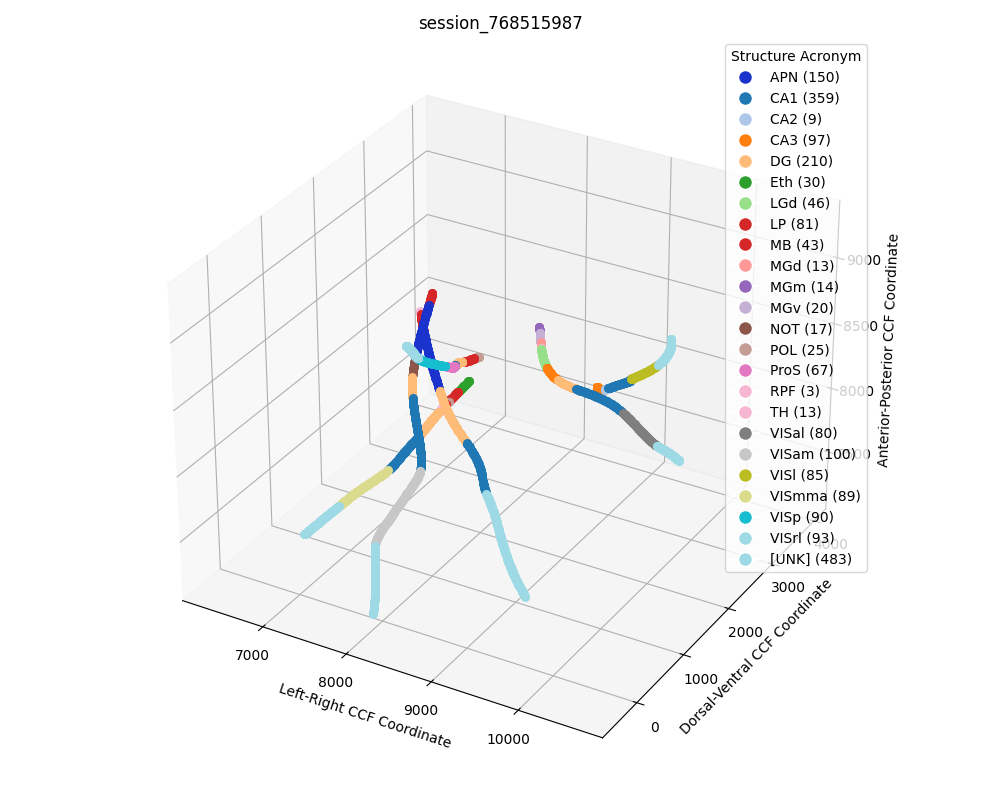 session_768515987
Structure Acronym
APN (150)
CA1 (359)
CA2 (9)
CA3 (97)
DG (210)
Eth (30)
LGd (46)
LP (81)
MB (43)
MGd (13)
MGm (14)
MGv (20)
NOT (17)
POL (25)
ProS (67)
RPF (3)
TH (13)
VISal (80)
VISam (100)
VISl (85)
VISmma (89)
VISp (90)
VISrl (93)
[UNK] (483)
9000
8500
8000
4000
3000
2000
1000
0
Anterior-Posterior CCF Coordinate
Dorsal-Ventral CCF Coordinate
7000
8000
9000
10000
Left-Right CCF Coordinate